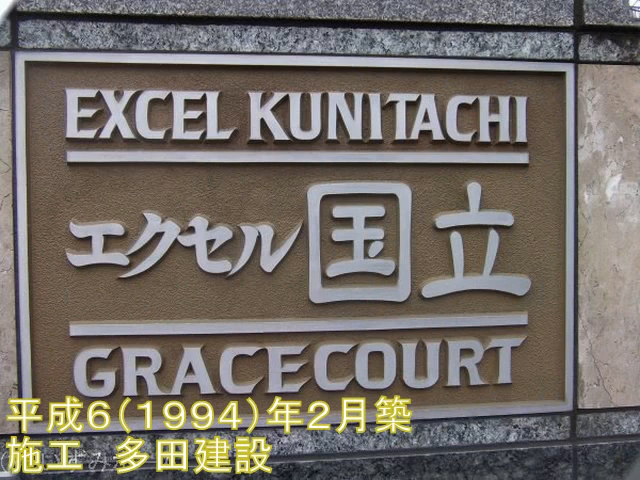 EXCEL KUNITACHI
エクセル国立
GRACECOURT
平成6(1994)年2月築
施工 多田建設